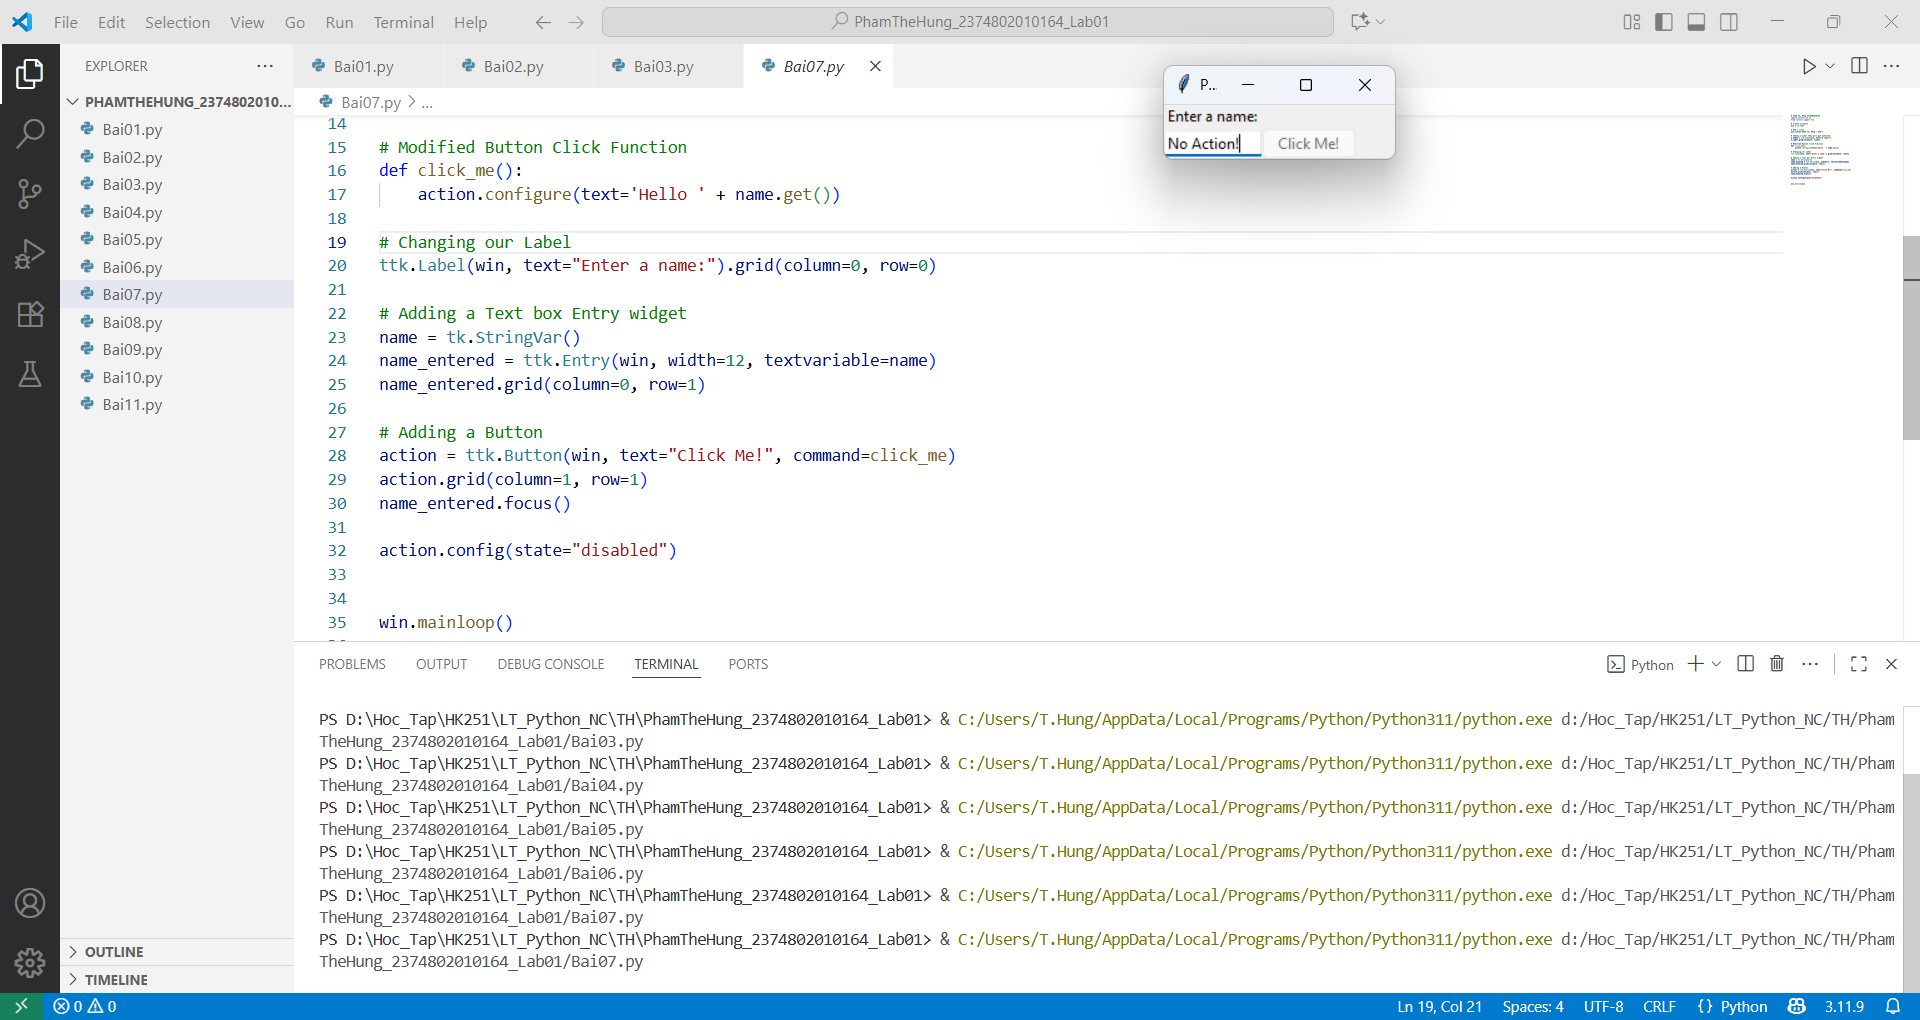 File Edit Selection View Go Run Terminal Help
PhamTheHung_2374802010164_Lab01
EXPLORER
PHAMTHEHUNG_2374802010...
Bai01.py
Bai02.py
Bai03.py
Bai04.py
Bai05.py
Bai06.py
Bai07.py
Bai08.py
Bai09.py
Bai10.py
Bai11.py
OUTLINE
TIMELINE
Bai01.py Bai02.py Bai03.py Bai07.py
Bai07.py > ...
14
15 # Modified Button Click Function
16 def click_me():
17 action.configure(text='Hello ' + name.get())
18
19 # Changing our Label
20 ttk.Label(win, text="Enter a name:").grid(column=0, row=0)
21
22 # Adding a Text box Entry widget
23 name = tk.StringVar()
24 name_entered = ttk.Entry(win, width=12, textvariable=name)
25 name_entered.grid(column=0, row=1)
26
27 # Adding a Button
28 action = ttk.Button(win, text="Click Me!", command=click_me)
29 action.grid(column=1, row=1)
30 name_entered.focus()
31
32 action.config(state="disabled")
33
34
35 win.mainloop()
P...
Enter a name:
No Action! Click Me!
PROBLEMS OUTPUT DEBUG CONSOLE TERMINAL PORTS
Python
PS D:\Hoc_Tap\HK251\LT_Python_NC\TH\PhamTheHung_2374802010164_Lab01> & C:/Users/T.Hung/AppData/Local/Programs/Python/Python311/python.exe d:/Hoc_Tap/HK251/LT_Python_NC/TH/Pham
TheHung_2374802010164_Lab01/Bai03.py
PS D:\Hoc_Tap\HK251\LT_Python_NC\TH\PhamTheHung_2374802010164_Lab01> & C:/Users/T.Hung/AppData/Local/Programs/Python/Python311/python.exe d:/Hoc_Tap/HK251/LT_Python_NC/TH/Pham
TheHung_2374802010164_Lab01/Bai04.py
PS D:\Hoc_Tap\HK251\LT_Python_NC\TH\PhamTheHung_2374802010164_Lab01> & C:/Users/T.Hung/AppData/Local/Programs/Python/Python311/python.exe d:/Hoc_Tap/HK251/LT_Python_NC/TH/Pham
TheHung_2374802010164_Lab01/Bai05.py
PS D:\Hoc_Tap\HK251\LT_Python_NC\TH\PhamTheHung_2374802010164_Lab01> & C:/Users/T.Hung/AppData/Local/Programs/Python/Python311/python.exe d:/Hoc_Tap/HK251/LT_Python_NC/TH/Pham
TheHung_2374802010164_Lab01/Bai06.py
PS D:\Hoc_Tap\HK251\LT_Python_NC\TH\PhamTheHung_2374802010164_Lab01> & C:/Users/T.Hung/AppData/Local/Programs/Python/Python311/python.exe d:/Hoc_Tap/HK251/LT_Python_NC/TH/Pham
TheHung_2374802010164_Lab01/Bai07.py
PS D:\Hoc_Tap\HK251\LT_Python_NC\TH\PhamTheHung_2374802010164_Lab01> & C:/Users/T.Hung/AppData/Local/Programs/Python/Python311/python.exe d:/Hoc_Tap/HK251/LT_Python_NC/TH/Pham
TheHung_2374802010164_Lab01/Bai07.py
0 0 Ln 19, Col 21 Spaces: 4 UTF-8 CRLF {} Python 3.11.9